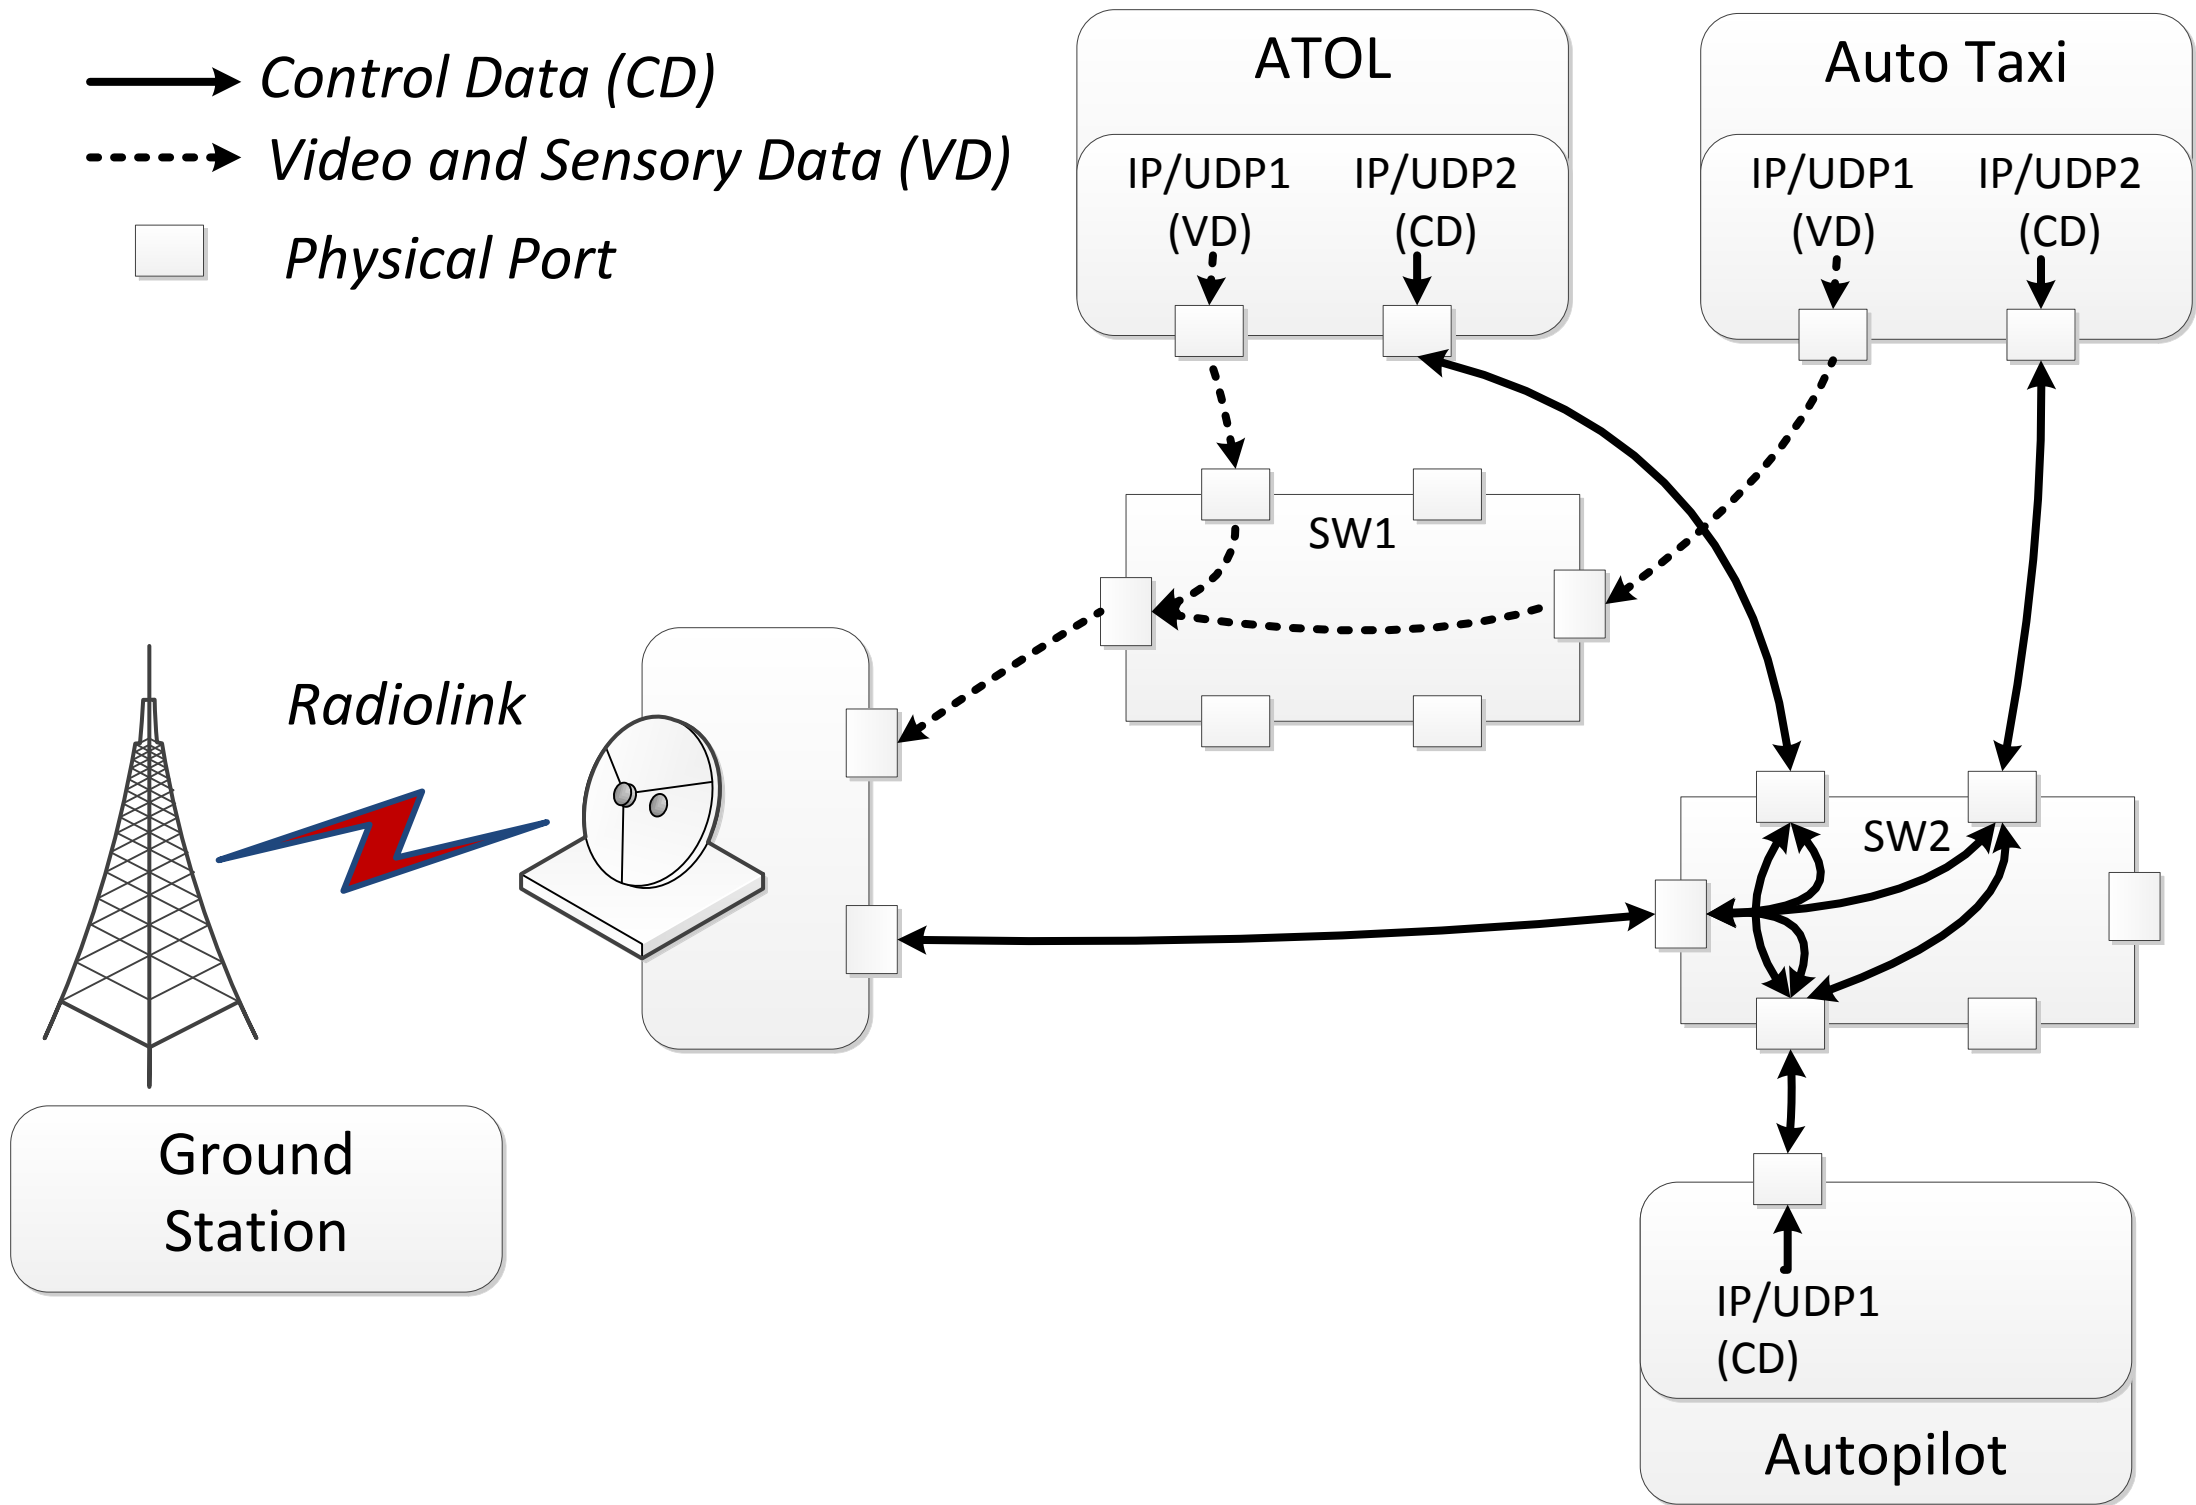 Control Data (CD)
Video and Sensory Data (VD)
Physical Port
ATOL
IP/UDP1
(VD)
IP/UDP2
(CD)
Auto Taxi
IP/UDP1
(VD)
IP/UDP2
(CD)
SW1
Radiolink
SW2
Ground
Station
IP/UDP1
(CD)
Autopilot